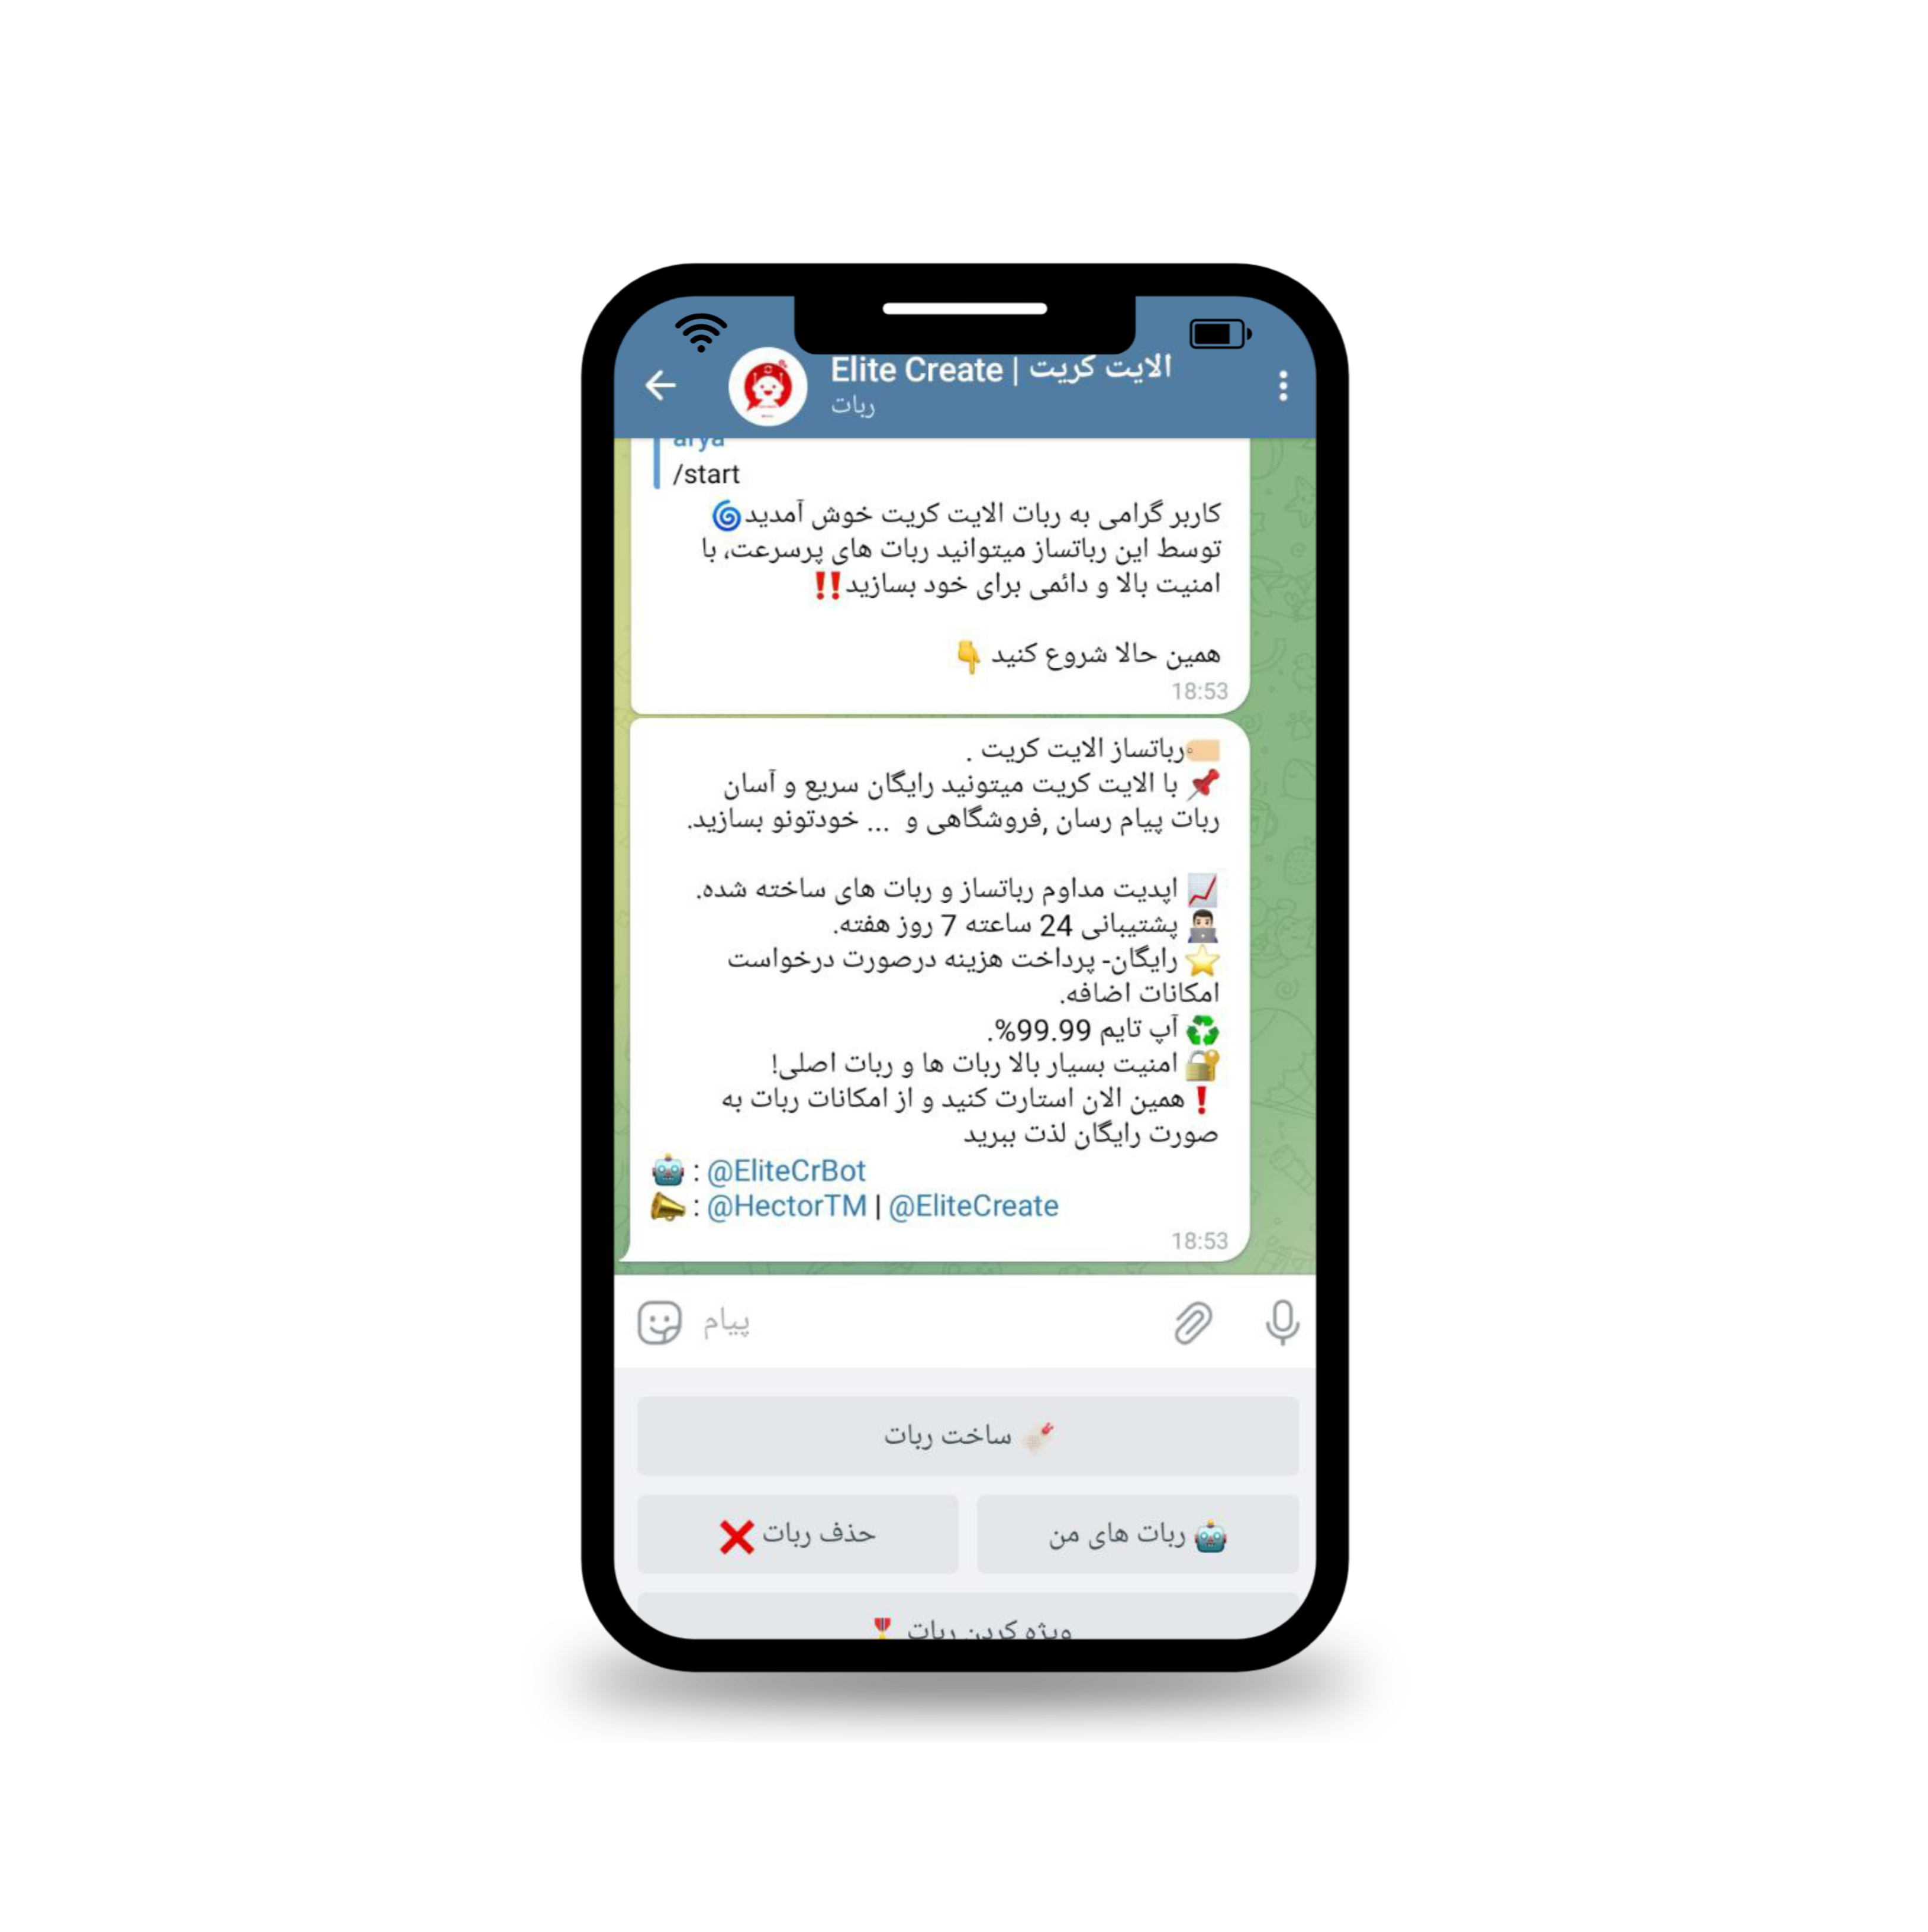 Elite Create | الایت کریت
ربات
arya
/start
کاربر گرامی به ربات الایت کریت خوش آمدید🌀
توسط این رباتساز میتوانید ربات های پرسرعت، با
امنیت بالا و دائمی برای خود بسازید‼️
همین حالا شروع کنید 👇
18:53
🏷رباتساز الایت کریت .
📌 با الایت کریت میتونید رایگان سریع و آسان
ربات پیام رسان ,فروشگاهی و ... خودتونو بسازید.
📈 اپدیت مداوم رباتساز و ربات های ساخته شده.
👨🏻‍💻 پشتیبانی 24 ساعته 7 روز هفته.
⭐️ رایگان- پرداخت هزینه درصورت درخواست
امکانات اضافه.
♻️ آپ تایم 99.99%.
🔐 امنیت بسیار بالا ربات ها و ربات اصلی!
❗️همین الان استارت کنید و از امکانات ربات به
صورت رایگان لذت ببرید
🤖 : @EliteCrBot
📣 : @HectorTM | @EliteCreate
18:53
پیام
ساخت ربات
🤖 ربات های من
حذف ربات ❌
ویژه کردن ربات 🎖